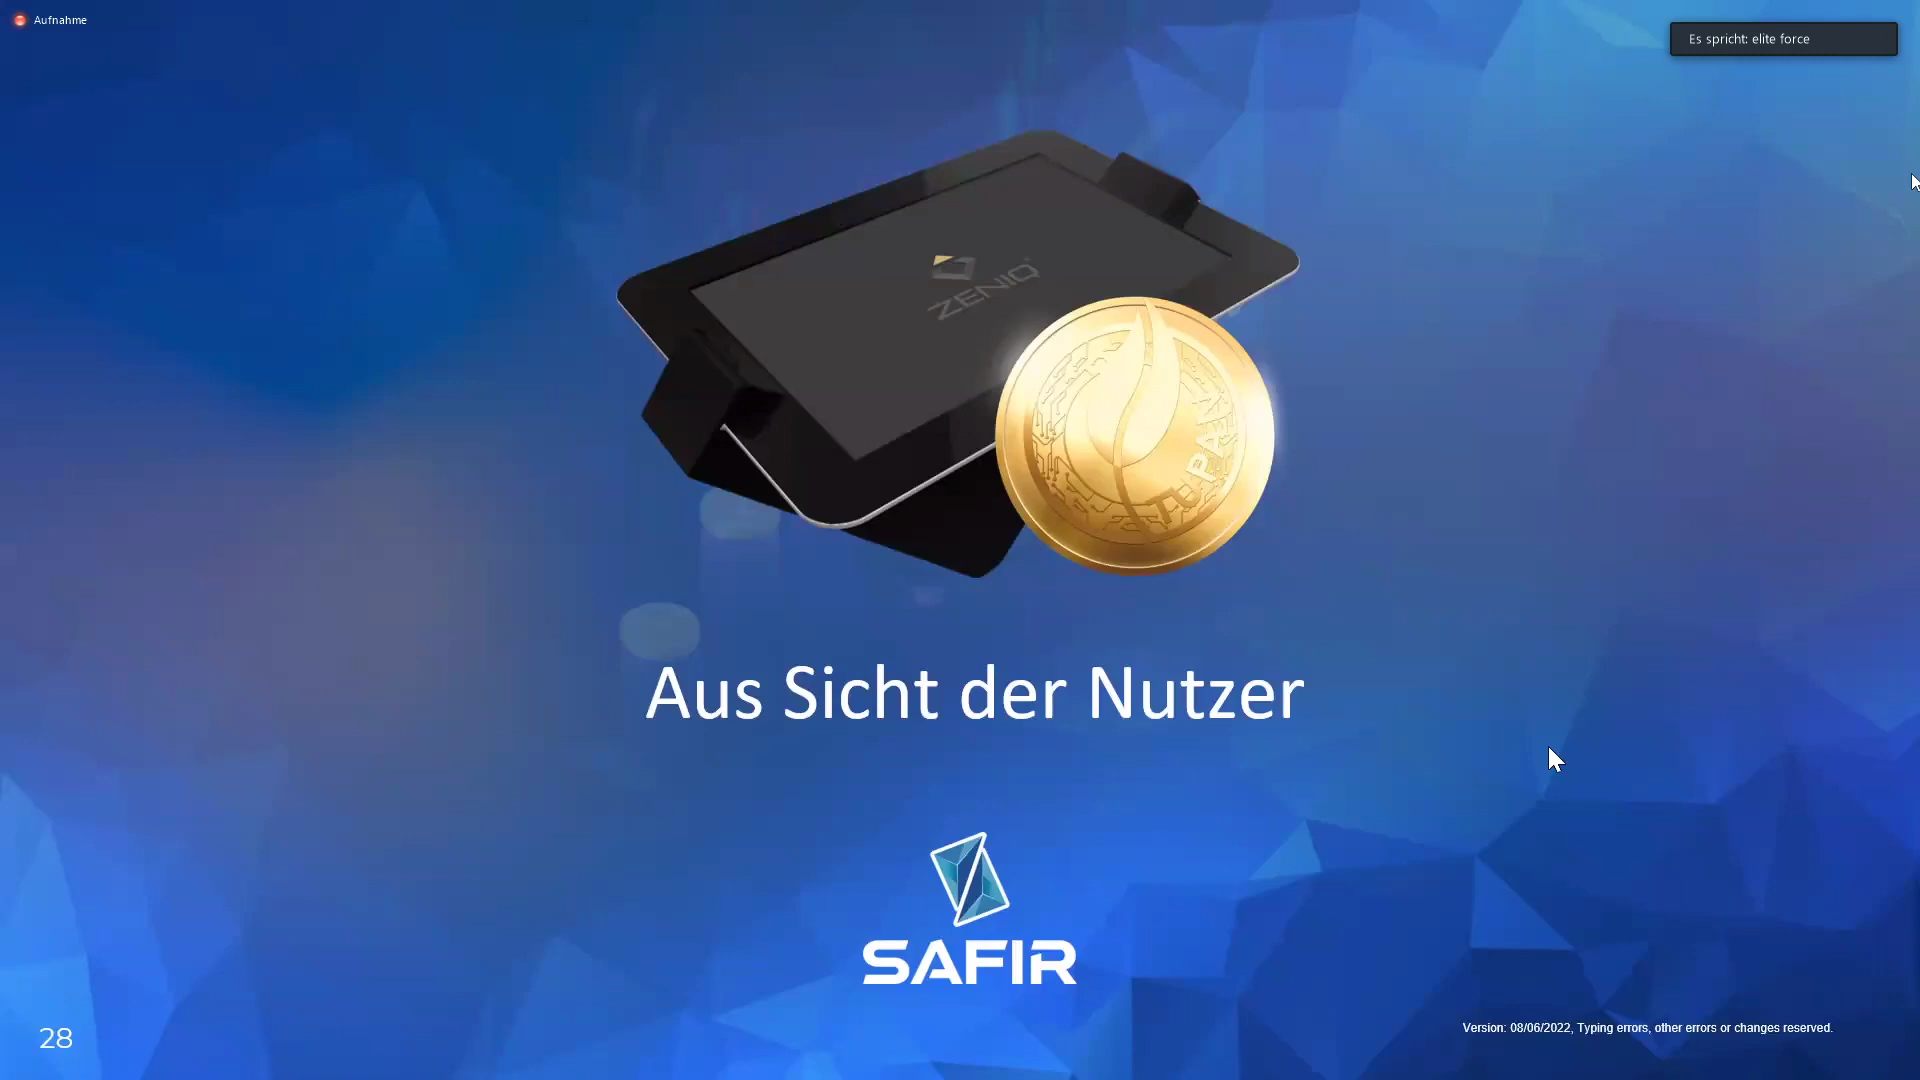 Aufnahme
Es spricht: elite force
ZENIQ
TUPAN
Aus Sicht der Nutzer
SAFIR
28
Version: 08/06/2022, Typing errors, other errors or changes reserved.